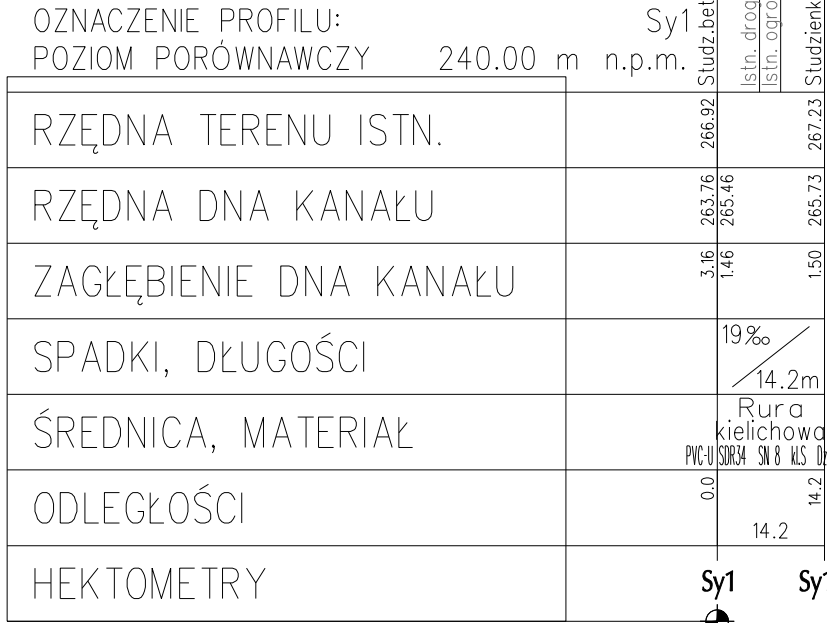 OZNACZENIE PROFILU: Sy1
POZIOM PORÓWNAWCZY 240.00 m n.p.m.
Studz.bet
Istn. drog
Istn. ogro
Studzienk
RZĘDNA TERENU ISTN. 266.92 267.23
RZĘDNA DNA KANAŁU 263.76 265.46 265.73
ZAGŁĘBIENIE DNA KANAŁU 3.16 1.46 1.50
SPADKI, DŁUGOŚCI 19‰ 14.2m
ŚREDNICA, MATERIAŁ
Rura
kielichowa
PVC-U SDR34 SN 8 kl.S
ODLEGŁOŚCI 0.0 14.2
14.2
HEKTOMETRY Sy1